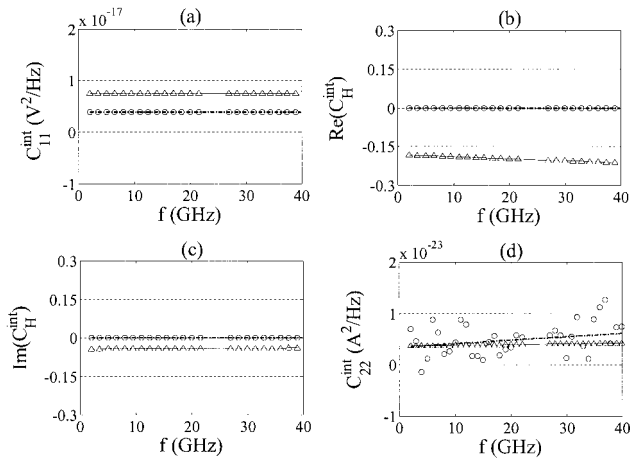 (a)
2 x 10^-17
1
0
-1
C_11^int (V^2/Hz)
0 10 20 30 40
f (GHz)
(b)
0.3
0.15
0
-0.15
-0.3
Re(C_H^int)
0 10 20 30 40
f (GHz)
(c)
0.3
0.15
0
-0.15
-0.3
Im(C_H^int)
0 10 20 30 40
f (GHz)
(d)
2 x 10^-23
1
0
-1
C_22^int (A^2/Hz)
0 10 20 30 40
f (GHz)